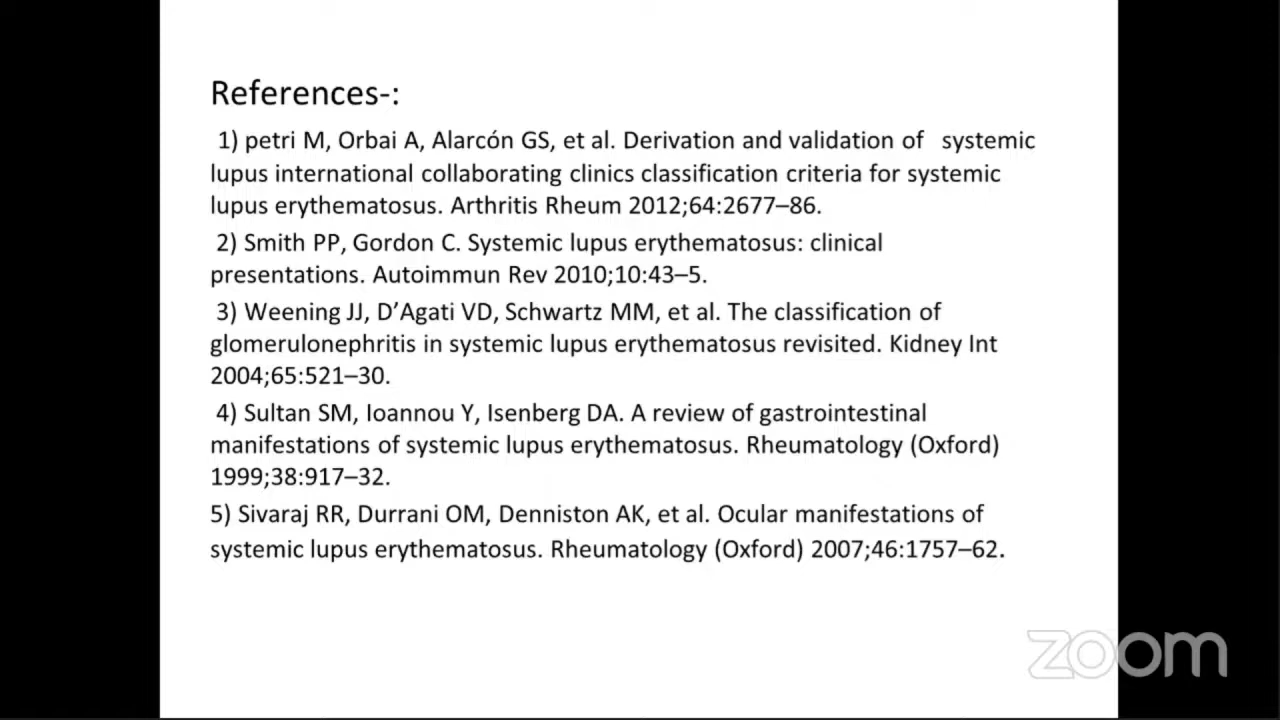 References-:
1) petri M, Orbai A, Alarcón GS, et al. Derivation and validation of systemic
lupus international collaborating clinics classification criteria for systemic
lupus erythematosus. Arthritis Rheum 2012;64:2677–86.
2) Smith PP, Gordon C. Systemic lupus erythematosus: clinical
presentations. Autoimmun Rev 2010;10:43–5.
3) Weening JJ, D’Agati VD, Schwartz MM, et al. The classification of
glomerulonephritis in systemic lupus erythematosus revisited. Kidney Int
2004;65:521–30.
4) Sultan SM, Ioannou Y, Isenberg DA. A review of gastrointestinal
manifestations of systemic lupus erythematosus. Rheumatology (Oxford)
1999;38:917–32.
5) Sivaraj RR, Durrani OM, Denniston AK, et al. Ocular manifestations of
systemic lupus erythematosus. Rheumatology (Oxford) 2007;46:1757–62.
zoom